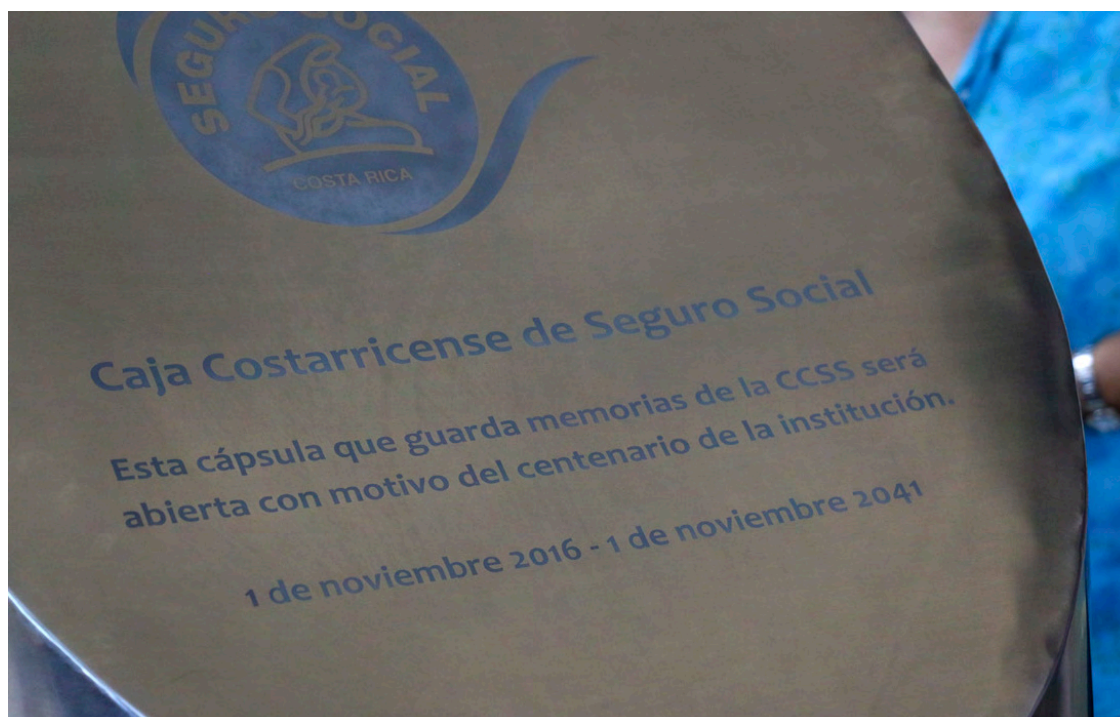 SEGURO SOCIAL
COSTA RICA
Caja Costarricense de Seguro Social
Esta cápsula que guarda memorias de la CCSS será
abierta con motivo del centenario de la institución.
1 de noviembre 2016 - 1 de noviembre 2041